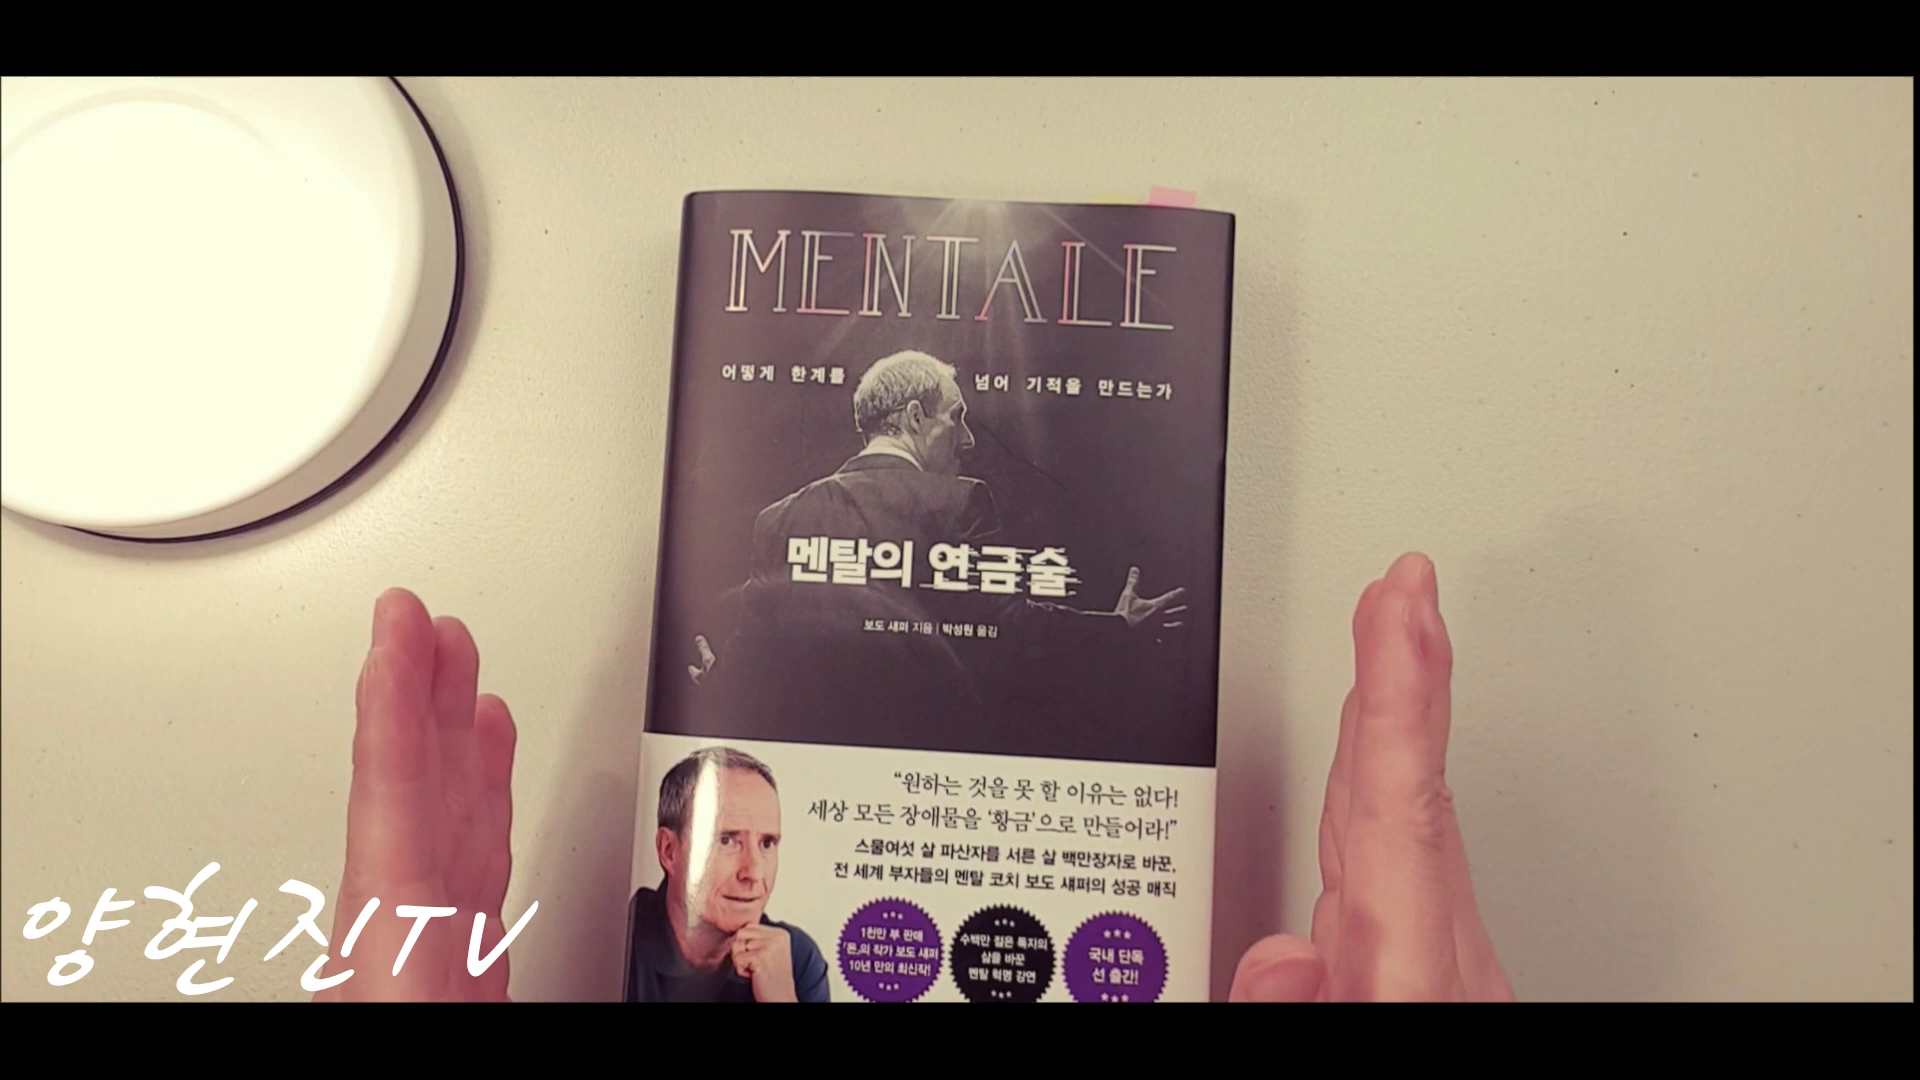 MENTALE
어떻게 한계를 넘어 기적을 만드는가
멘탈의 연금술
보도 섀퍼 지음 | 박성원 옮김
“원하는 것을 못 할 이유는 없다!
세상 모든 장애물을 ‘황금’으로 만들어라!”
스물여섯 살 파산자를 서른 살 백만장자로 바꾼,
전 세계 부자들의 멘탈 코치 보도 섀퍼의 성공 매직
1천만 부 판매
『돈』의 작가 보도 섀퍼
10년 만의 최신작!
수백만 젊은 독자의
삶을 바꾼
멘탈 혁명 강연
국내 단독
선 출간!
양현진TV